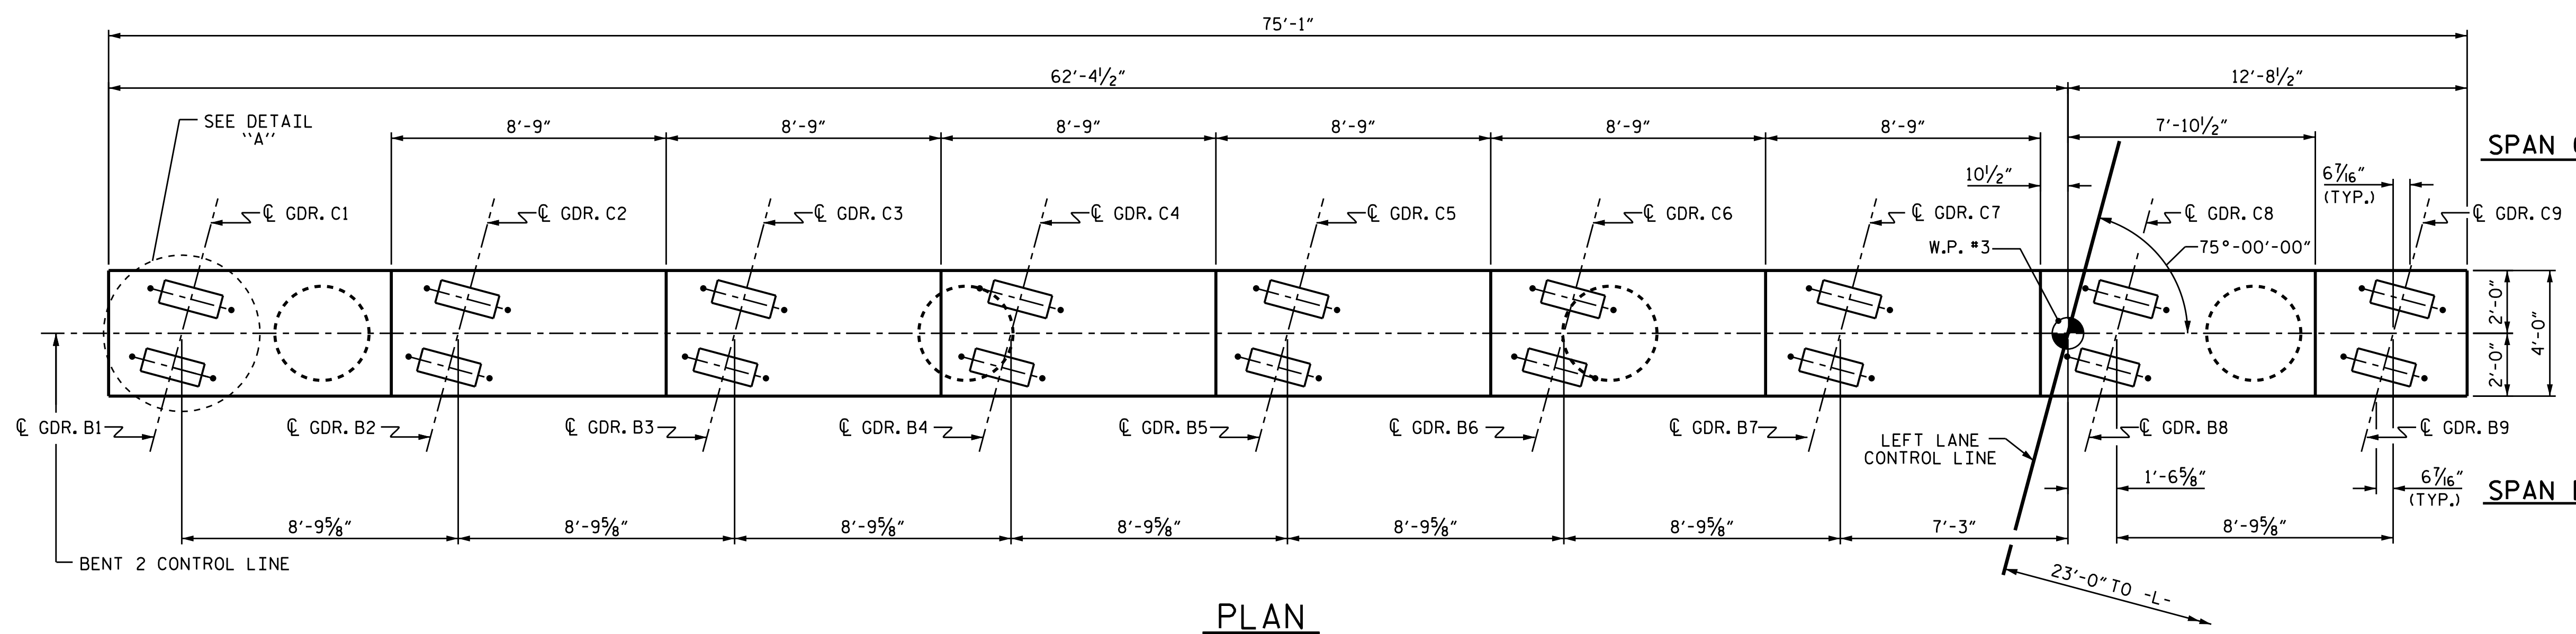 75'-1"
62'-4½" 12'-8½"
SEE DETAIL
"A"
8'-9" 8'-9" 8'-9" 8'-9" 8'-9" 8'-9" 7'-10½"
SPAN
10½" 6⁷⁄₁₆"
(TYP.)
℄ GDR. C1 ℄ GDR. C2 ℄ GDR. C3 ℄ GDR. C4 ℄ GDR. C5 ℄ GDR. C6 ℄ GDR. C7 ℄ GDR. C8 ℄ GDR. C9
W.P. #3 75°-00'-00"
2'-0"
4'-0"
2'-0"
℄ GDR. B1 ℄ GDR. B2 ℄ GDR. B3 ℄ GDR. B4 ℄ GDR. B5 ℄ GDR. B6 ℄ GDR. B7 ℄ GDR. B8 ℄ GDR. B9
LEFT LANE
CONTROL LINE
1'-6⅝" 6⁷⁄₁₆"
(TYP.)
SPAN
8'-9⅝" 8'-9⅝" 8'-9⅝" 8'-9⅝" 8'-9⅝" 8'-9⅝" 7'-3" 8'-9⅝"
BENT 2 CONTROL LINE
23'-0" TO -L-
PLAN